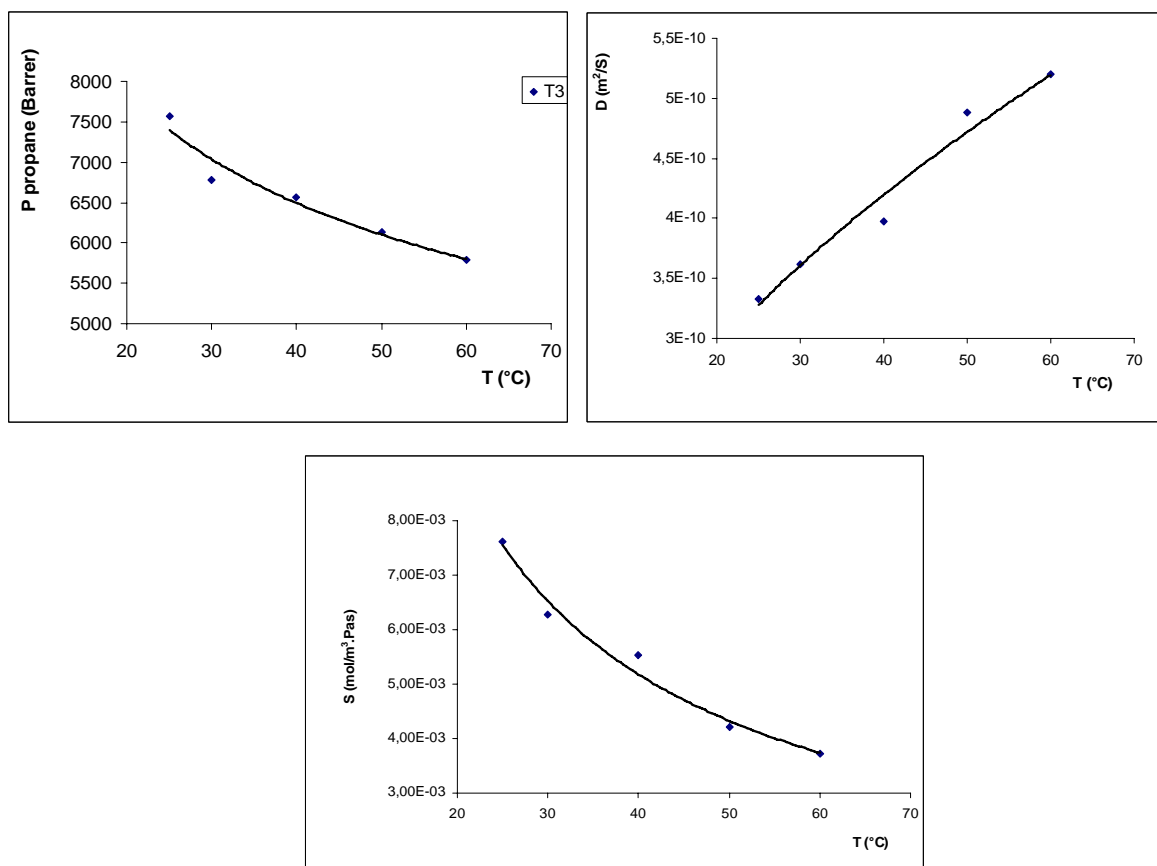 P propane (Barrer)
8000
7500
7000
6500
6000
5500
5000
20 30 40 50 60 70
T (°C)
T3
D (m²/S)
5,5E-10
5E-10
4,5E-10
4E-10
3,5E-10
3E-10
20 30 40 50 60 70
T (°C)
S (mol/m³.Pas)
8,00E-03
7,00E-03
6,00E-03
5,00E-03
4,00E-03
3,00E-03
20 30 40 50 60 70
T (°C)